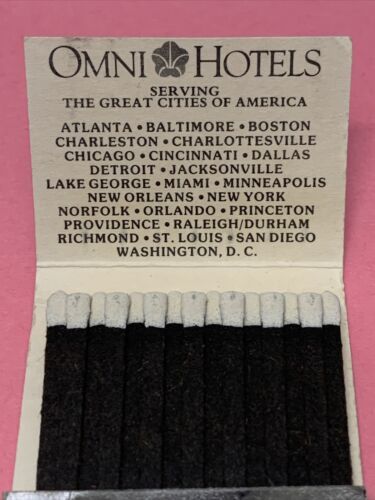 OMNI HOTELS
SERVING
THE GREAT CITIES OF AMERICA
ATLANTA • BALTIMORE • BOSTON
CHARLESTON • CHARLOTTESVILLE
CHICAGO • CINCINNATI • DALLAS
DETROIT • JACKSONVILLE
LAKE GEORGE • MIAMI • MINNEAPOLIS
NEW ORLEANS • NEW YORK
NORFOLK • ORLANDO • PRINCETON
PROVIDENCE • RALEIGH/DURHAM
RICHMOND • ST. LOUIS • SAN DIEGO
WASHINGTON, D. C.